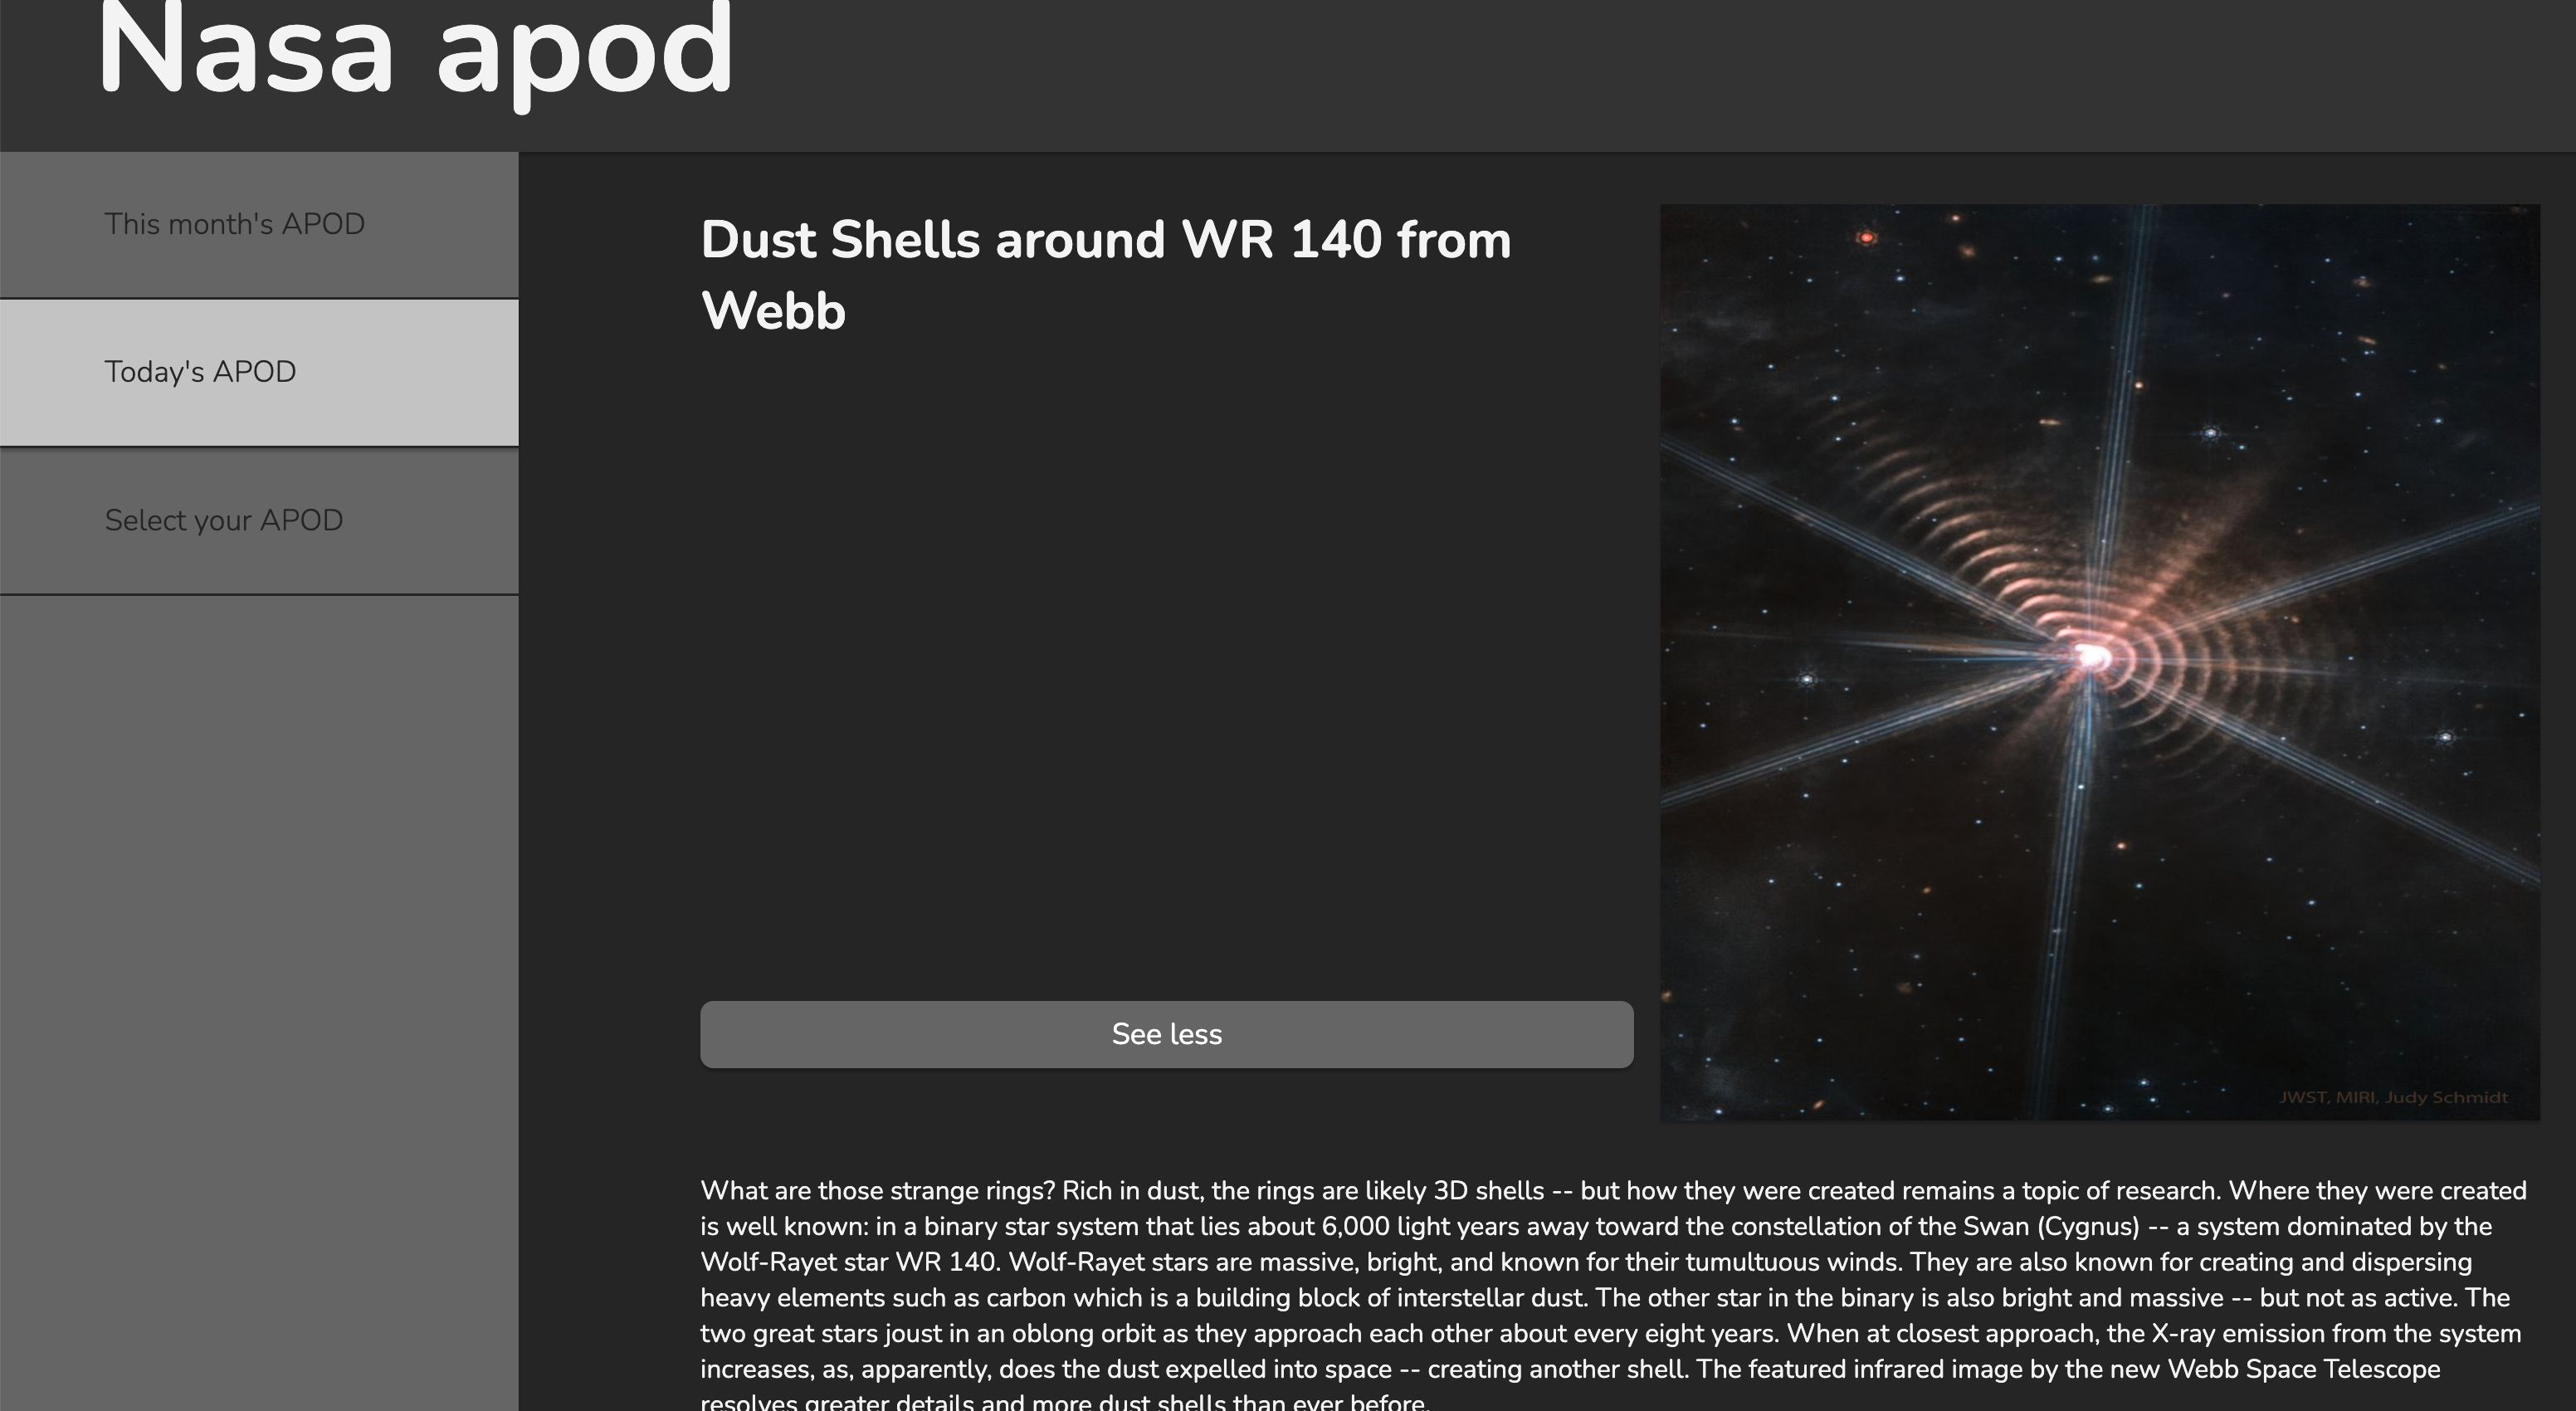 Nasa apod
This month's APOD
Today's APOD
Select your APOD
Dust Shells around WR 140 from
Webb
See less
JWST, MIRI, Judy Schmidt
What are those strange rings? Rich in dust, the rings are likely 3D shells -- but how they were created remains a topic of research. Where they were created
is well known: in a binary star system that lies about 6,000 light years away toward the constellation of the Swan (Cygnus) -- a system dominated by the
Wolf-Rayet star WR 140. Wolf-Rayet stars are massive, bright, and known for their tumultuous winds. They are also known for creating and dispersing
heavy elements such as carbon which is a building block of interstellar dust. The other star in the binary is also bright and massive -- but not as active. The
two great stars joust in an oblong orbit as they approach each other about every eight years. When at closest approach, the X-ray emission from the system
increases, as, apparently, does the dust expelled into space -- creating another shell. The featured infrared image by the new Webb Space Telescope
resolves greater details and more dust shells than ever before.